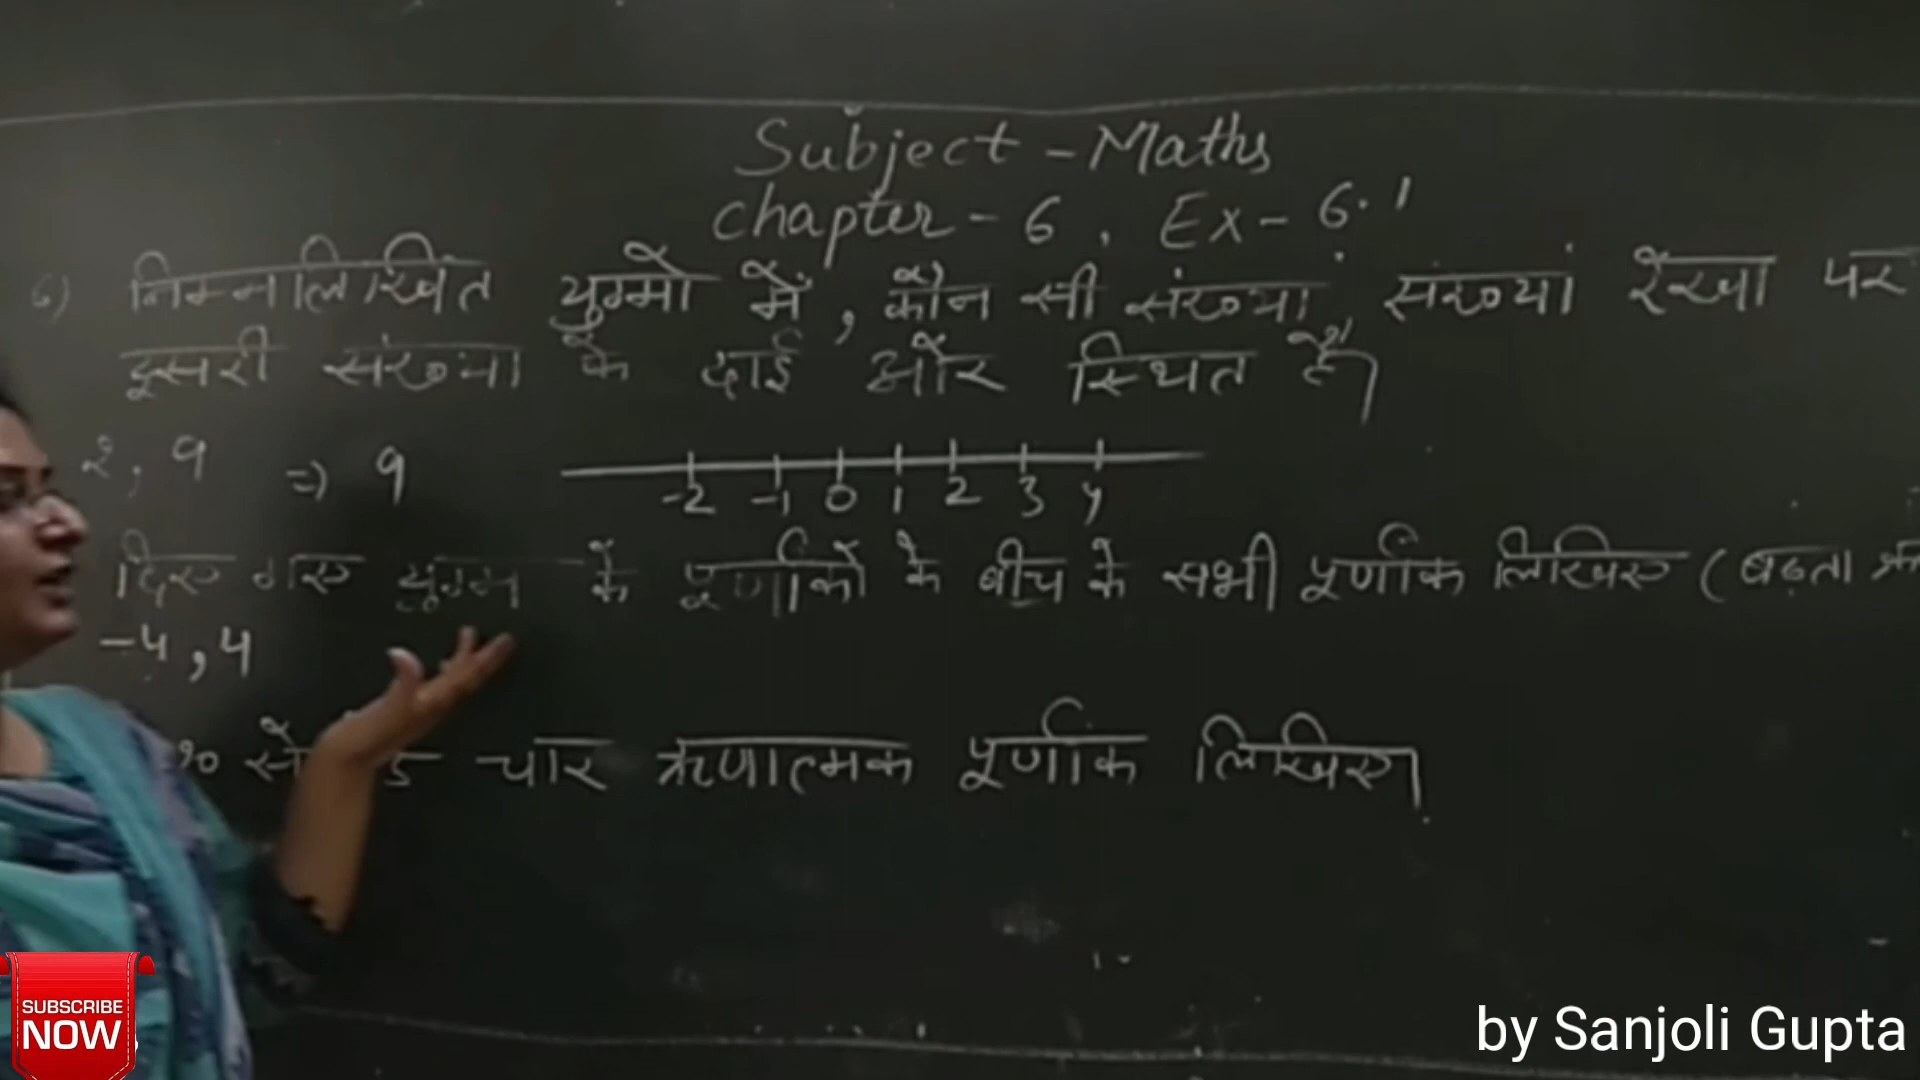 Subject - Maths
Chapter - 6, Ex - 6.1
6) निम्नलिखित युग्मो में, कौन सी संख्या संख्यां रेखा पर
दूसरी संख्या के दाई ओर स्थित है।
2, 9 => 9
-2 -1 0 1 2 3 4
दिए गए युग्म के पूर्णांकों के बीच के सभी पूर्णांक लिखिए (बढ़ता
-4, 4
से चार ऋणात्मक पूर्णांक लिखिए।
SUBSCRIBE
NOW
by Sanjoli Gupta